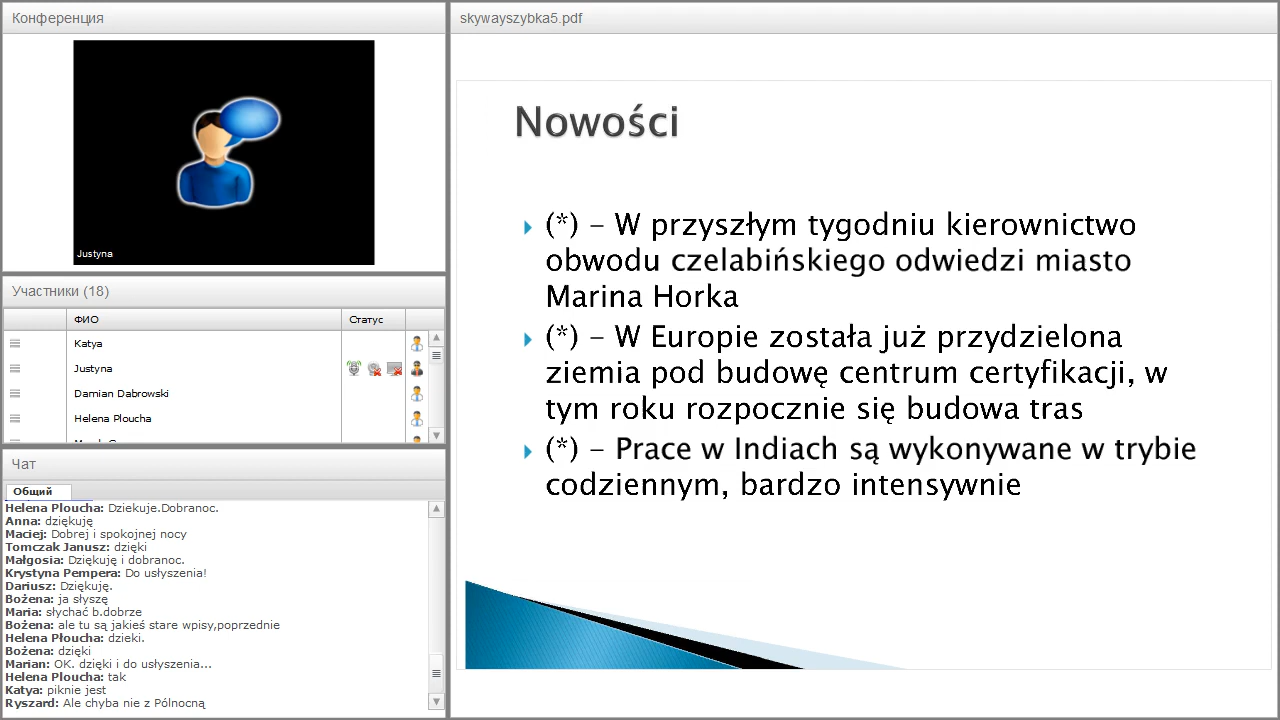 Конференция
Justyna
Участники (18)
ФИО Статус
Katya
Justyna
Damian Dabrowski
Helena Ploucha
Чат
Общий
Helena Ploucha: Dziekuje.Dobranoc.
Anna: dziękuję
Maciej: Dobrej i spokojnej nocy
Tomczak Janusz: dzięki
Małgosia: Dziękuję i dobranoc.
Krystyna Pempera: Do usłyszenia!
Dariusz: Dziękuję.
Bożena: ja słyszę
Maria: słychać b.dobrze
Bożena: ale tu są jakieś stare wpisy,poprzednie
Helena Płoucha: dzieki.
Bożena: dzięki
Marian: OK. dzięki i do usłyszenia...
Helena Ploucha: tak
Katya: piknie jest
Ryszard: Ale chyba nie z Północną
skywayszybka5.pdf
Nowości
(*) – W przyszłym tygodniu kierownictwo
obwodu czelabińskiego odwiedzi miasto
Marina Horka
(*) – W Europie została już przydzielona
ziemia pod budowę centrum certyfikacji, w
tym roku rozpocznie się budowa tras
(*) – Prace w Indiach są wykonywane w trybie
codziennym, bardzo intensywnie